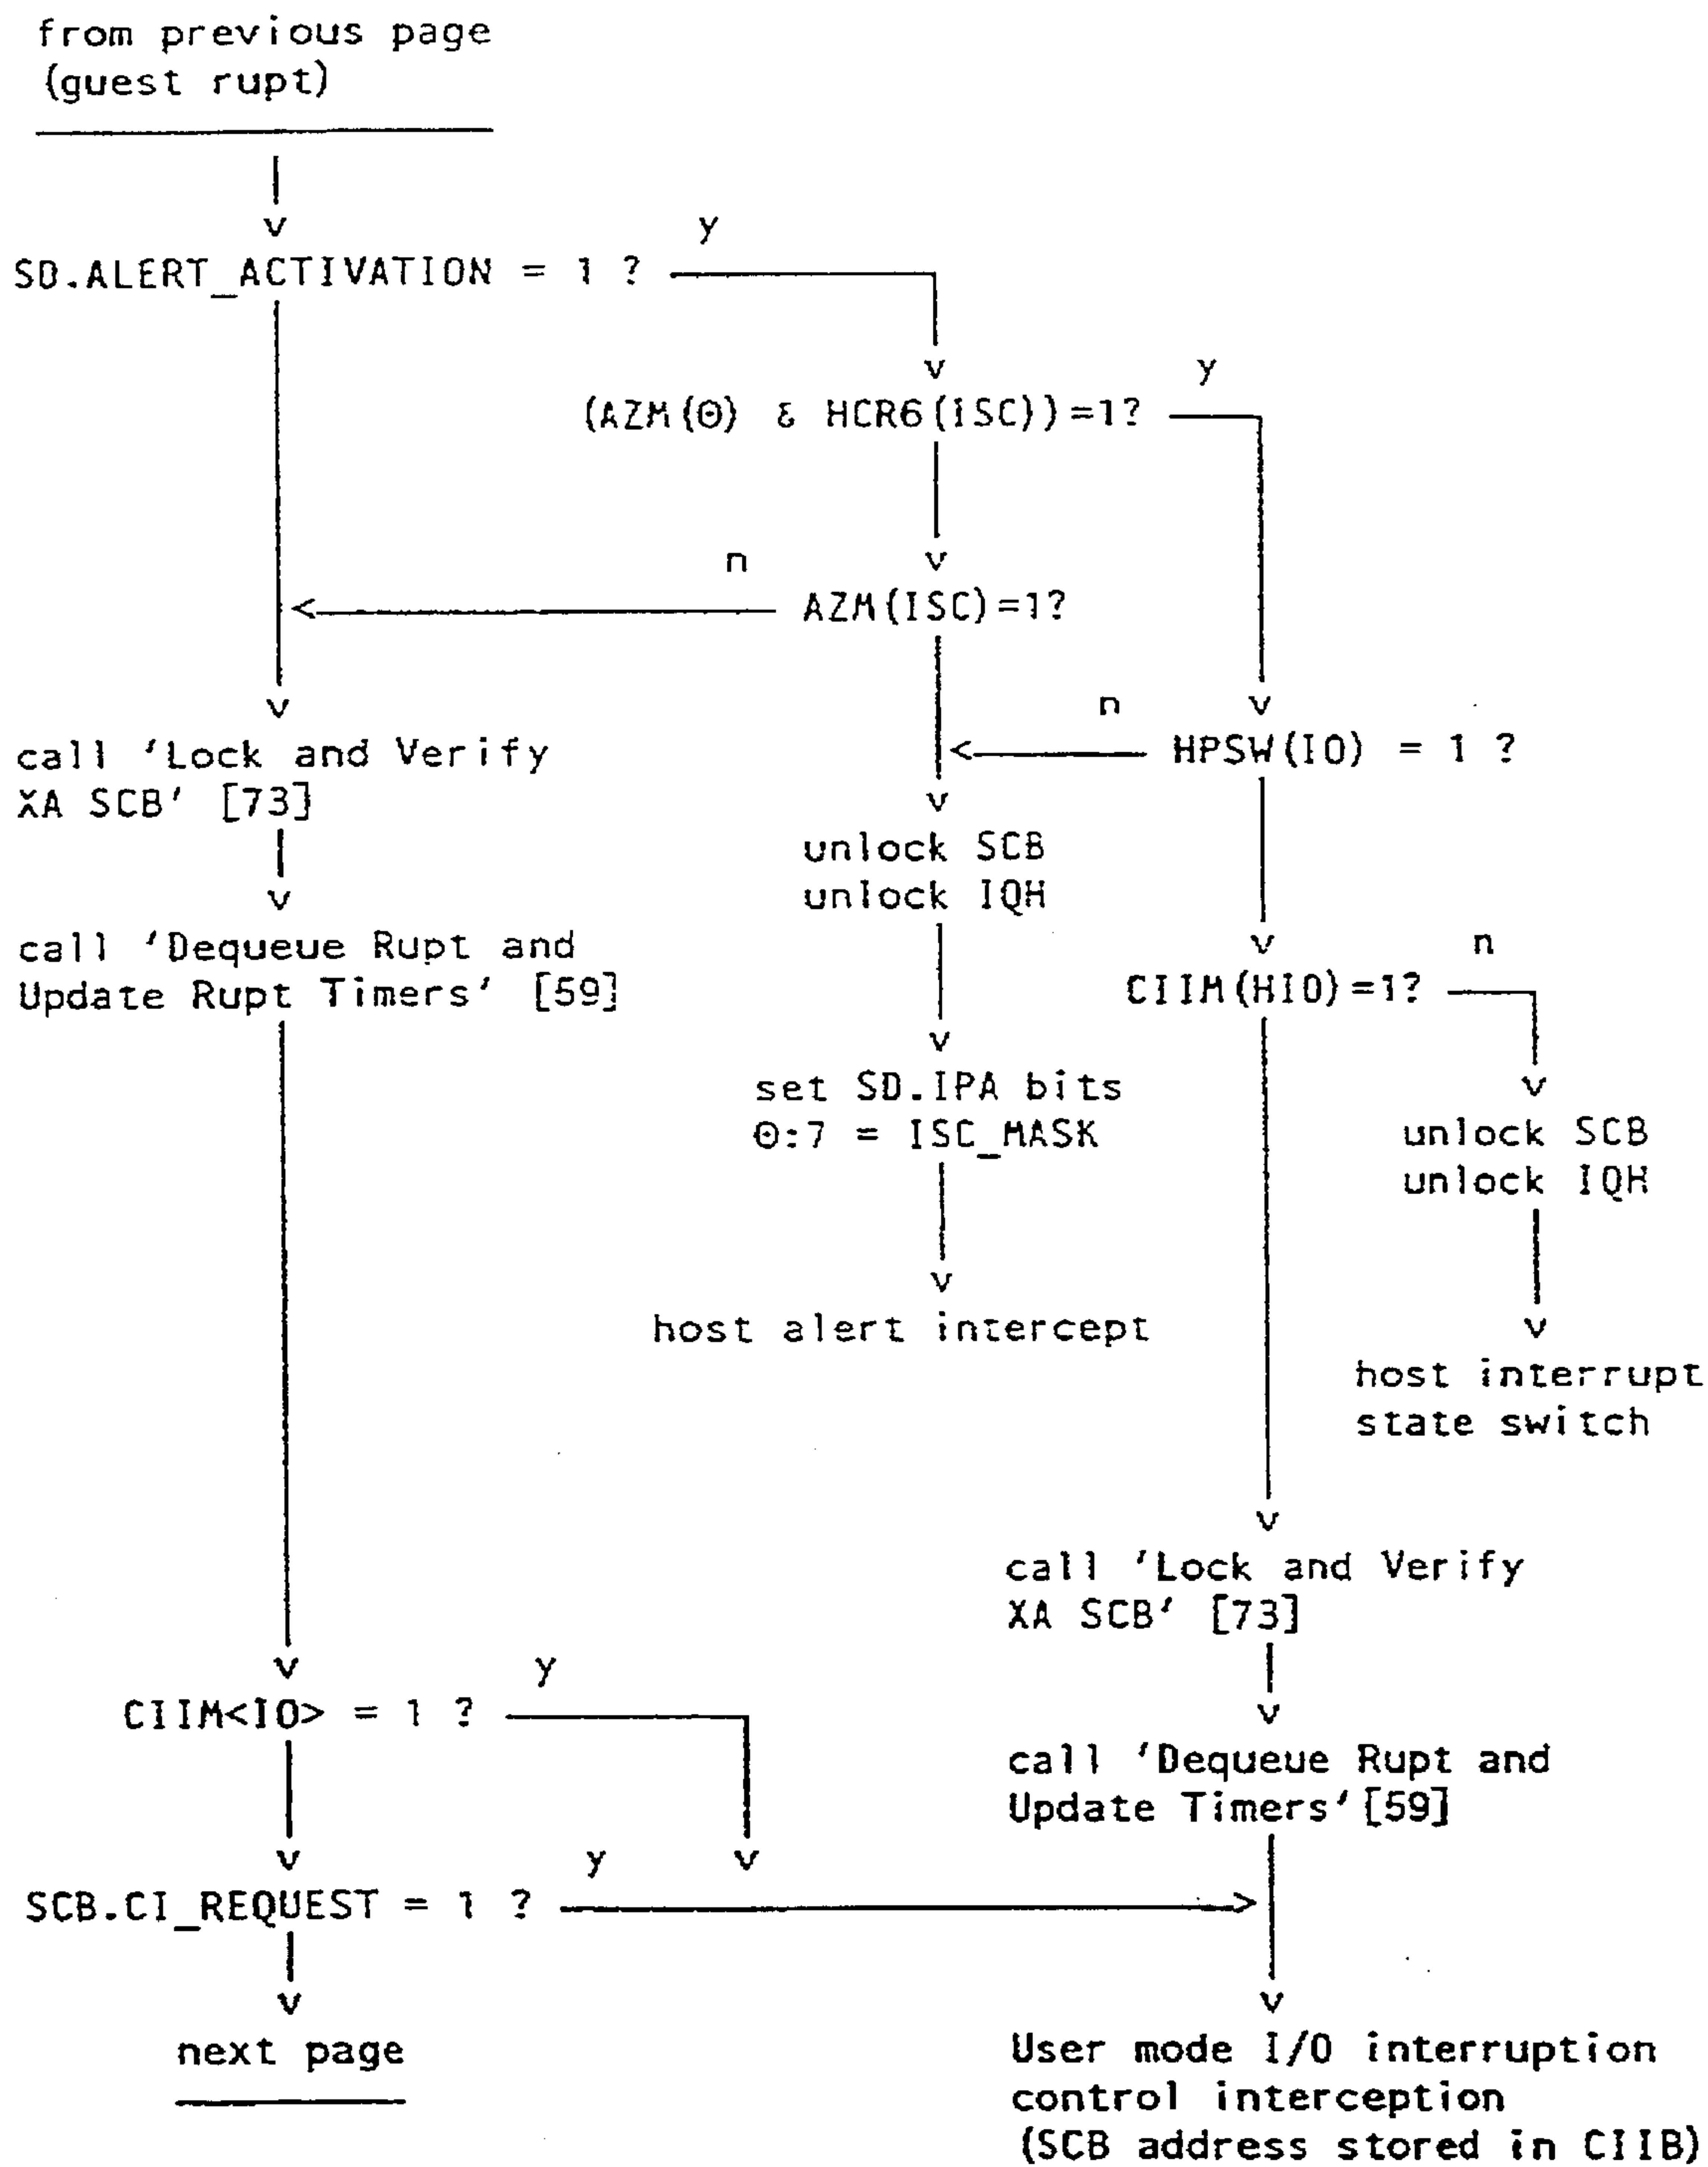 from previous page
(guest rupt)
y
SD.ALERT_ACTIVATION = 1 ?
y
(AZM(0) & HCR6(ISC))=1?
n
AZM(ISC)=1?
n
HPSW(IO) = 1 ?
call 'Lock and Verify
XA SCB' [73]
unlock SCB
unlock IQH
call 'Dequeue Rupt and
Update Rupt Timers' [59]
n
CIIM(HIO)=1?
set SD.IPA bits
0:7 = ISC_MASK
unlock SCB
unlock IQH
host alert intercept
host interrupt
state switch
call 'Lock and Verify
XA SCB' [73]
y
CIIM<IO> = 1 ?
call 'Dequeue Rupt and
Update Timers'[59]
y
SCB.CI_REQUEST = 1 ?
next page
User mode I/O interruption
control interception
(SCB address stored in CIIB)